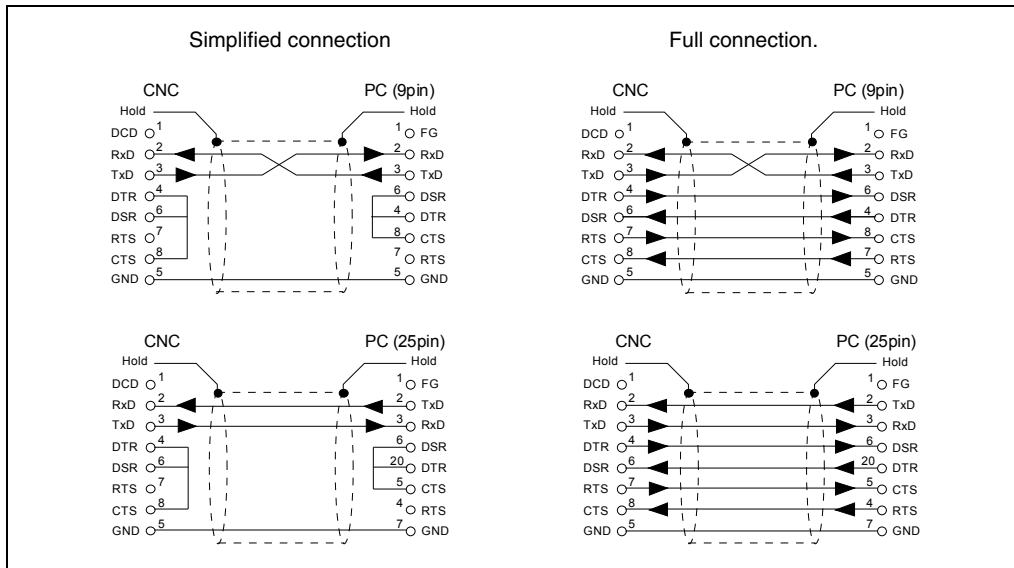 Simplified connection
CNC PC (9pin)
Hold Hold
DCD 1 1 FG
RxD 2 2 RxD
TxD 3 3 TxD
DTR 4 6 DSR
DSR 6 4 DTR
RTS 7 8 CTS
CTS 8 7 RTS
GND 5 5 GND
Full connection.
CNC PC (9pin)
Hold Hold
DCD 1 1 FG
RxD 2 2 RxD
TxD 3 3 TxD
DTR 4 6 DSR
DSR 6 4 DTR
RTS 7 8 CTS
CTS 8 7 RTS
GND 5 5 GND
CNC PC (25pin)
Hold Hold
DCD 1 1 FG
RxD 2 2 TxD
TxD 3 3 RxD
DTR 4 6 DSR
DSR 6 20 DTR
RTS 7 5 CTS
CTS 8 4 RTS
GND 5 7 GND
CNC PC (25pin)
Hold Hold
DCD 1 1 FG
RxD 2 2 TxD
TxD 3 3 RxD
DTR 4 6 DSR
DSR 6 20 DTR
RTS 7 5 CTS
CTS 8 4 RTS
GND 5 7 GND